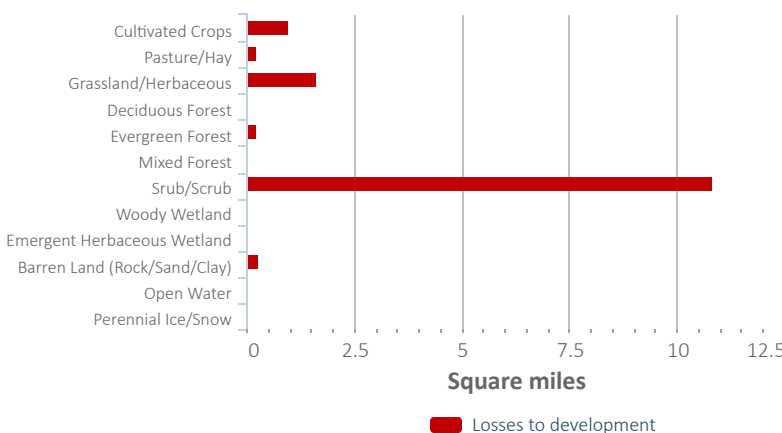 Cultivated Crops
Pasture/Hay
Grassland/Herbaceous
Deciduous Forest
Evergreen Forest
Mixed Forest
Srub/Scrub
Woody Wetland
Emergent Herbaceous Wetland
Barren Land (Rock/Sand/Clay)
Open Water
Perennial Ice/Snow
0 2.5 5 7.5 10 12.5
Square miles
Losses to development